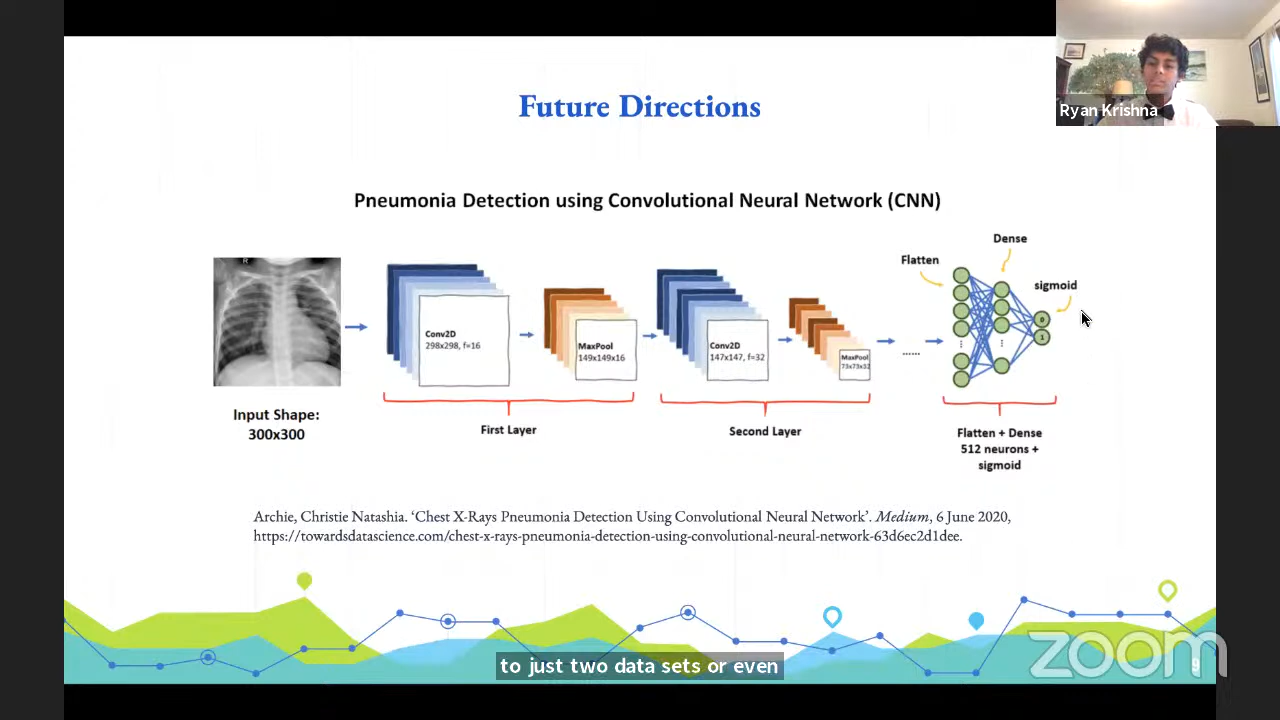 Ryan Krishna
Future Directions
Pneumonia Detection using Convolutional Neural Network (CNN)
R
Input Shape:
300x300
Conv2D
298x298, f=16
MaxPool
149x149x16
First Layer
Conv2D
147x147, f=32
MaxPool
73x73x32
Second Layer
......
Flatten
Dense
sigmoid
0
1
Flatten + Dense
512 neurons +
sigmoid
Archie, Christie Natashia. ‘Chest X-Rays Pneumonia Detection Using Convolutional Neural Network’. Medium, 6 June 2020,
https://towardsdatascience.com/chest-x-rays-pneumonia-detection-using-convolutional-neural-network-63d6ec2d1dee.
to just two data sets or even
zoom
9